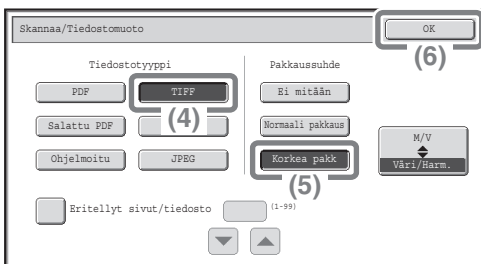 Skannaa/Tiedostomuoto
OK
(6)
Tiedostotyyppi
Pakkaussuhde
PDF
TIFF
Ei mitään
Salattu PDF
(4)
Normaali pakkaus
M/V
Väri/Harm.
Ohjelmoitu
JPEG
Korkea pakk
(5)
Eritellyt sivut/tiedosto
(1-99)